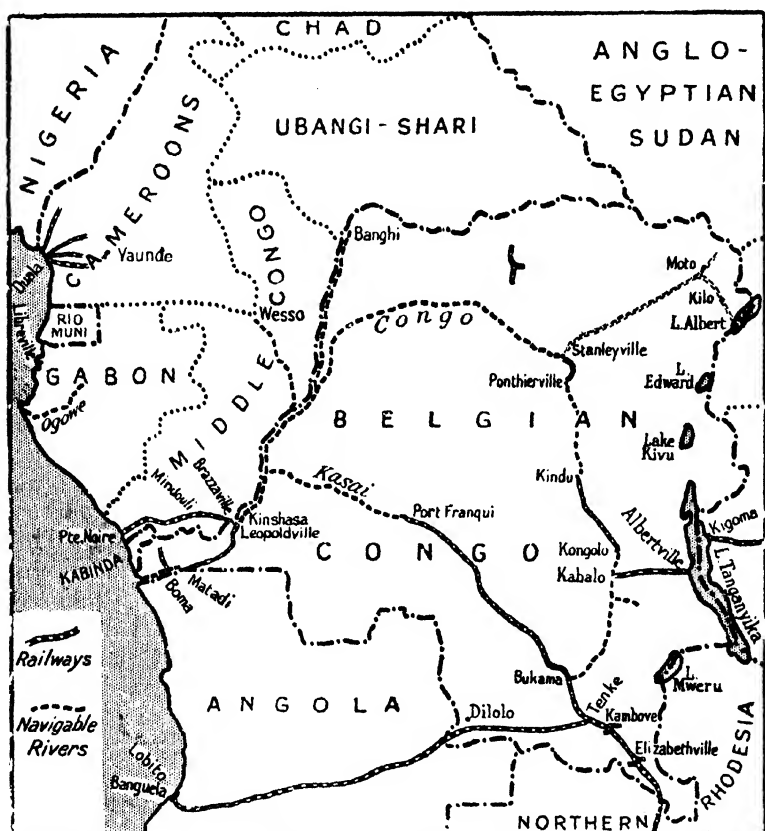 CHAD
ANGLO-
EGYPTIAN
SUDAN
NIGERIA
CAMEROONS
UBANGI-SHARI
MIDDLE CONGO
Banghi
Duala
Yaunde
Moto
Kilo
L. Albert
Libreville
RIO
MUNI
Wesso
Congo
Stanleyville
GABON
Ponthierville
L.
Edward
Ogowe
BELGIAN
Lake
Kivu
Mindouli
Brazzaville
Kasai
Kindu
Kinshasa
Leopoldville
Port Franqui
Albertville
Kigoma
Pte. Noire
KABINDA
CONGO
Kongolo
Kabalo
L. Tanganyika
Boma
Matadi
Railways
Bukama
Tenke
L.
Mweru
ANGOLA
Dilolo
Kambove
Navigable
Rivers
Elizabethville
Lobito
Banguela
NORTHERN
RHODESIA